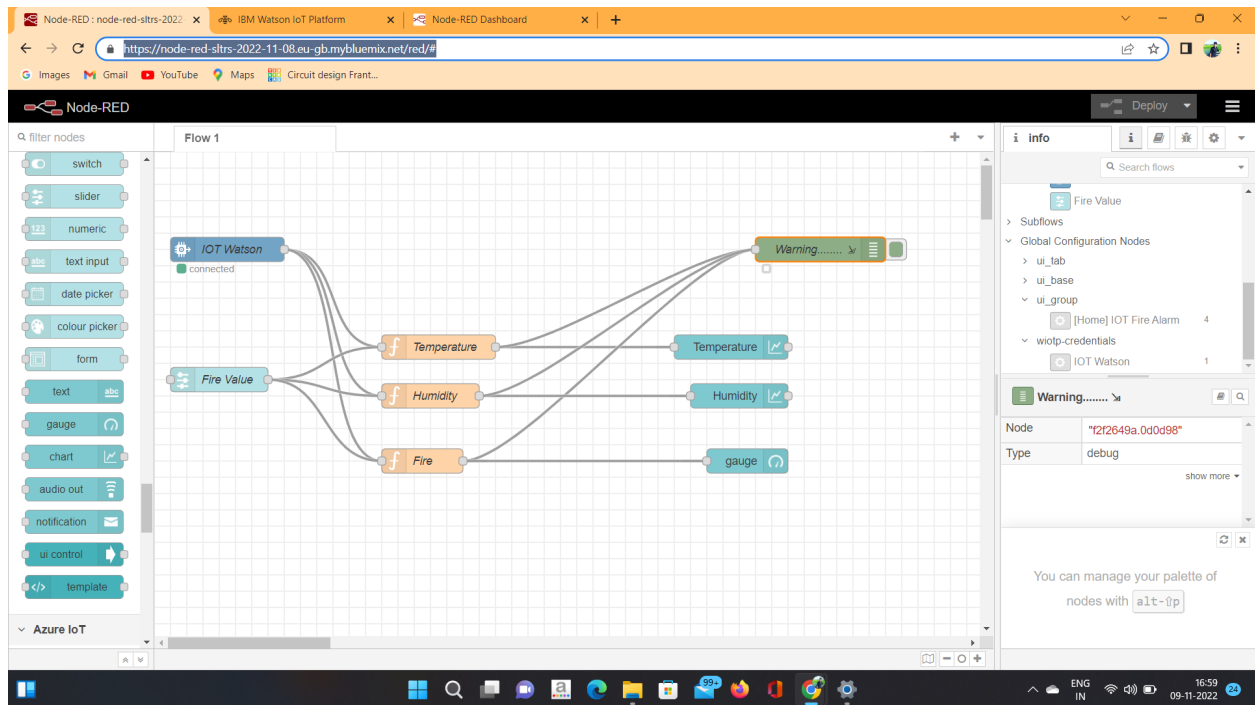 Node-RED : node-red-sltrs-2022
IBM Watson IoT Platform
Node-RED Dashboard
https://node-red-sltrs-2022-11-08.eu-gb.mybluemix.net/red/#
Images
Gmail
YouTube
Maps
Circuit design Frant...
Node-RED
Deploy
filter nodes
switch
slider
123 numeric
abc text input
date picker
colour picker
form
text abc
gauge
chart
audio out
notification
ui control
</> template
Azure IoT
Flow 1
IOT Watson
connected
Fire Value
f Temperature
f Humidity
f Fire
Warning........
Temperature
Humidity
gauge
i info
i
Search flows
Fire Value
Subflows
Global Configuration Nodes
ui_tab
ui_base
ui_group
[Home] IOT Fire Alarm 4
wiotp-credentials
IOT Watson 1
Warning........
Node "f2f2649a.0d0d98"
Type debug
show more
You can manage your palette of
nodes with alt-⇧p
99+
ENG
IN
16:59
09-11-2022
24